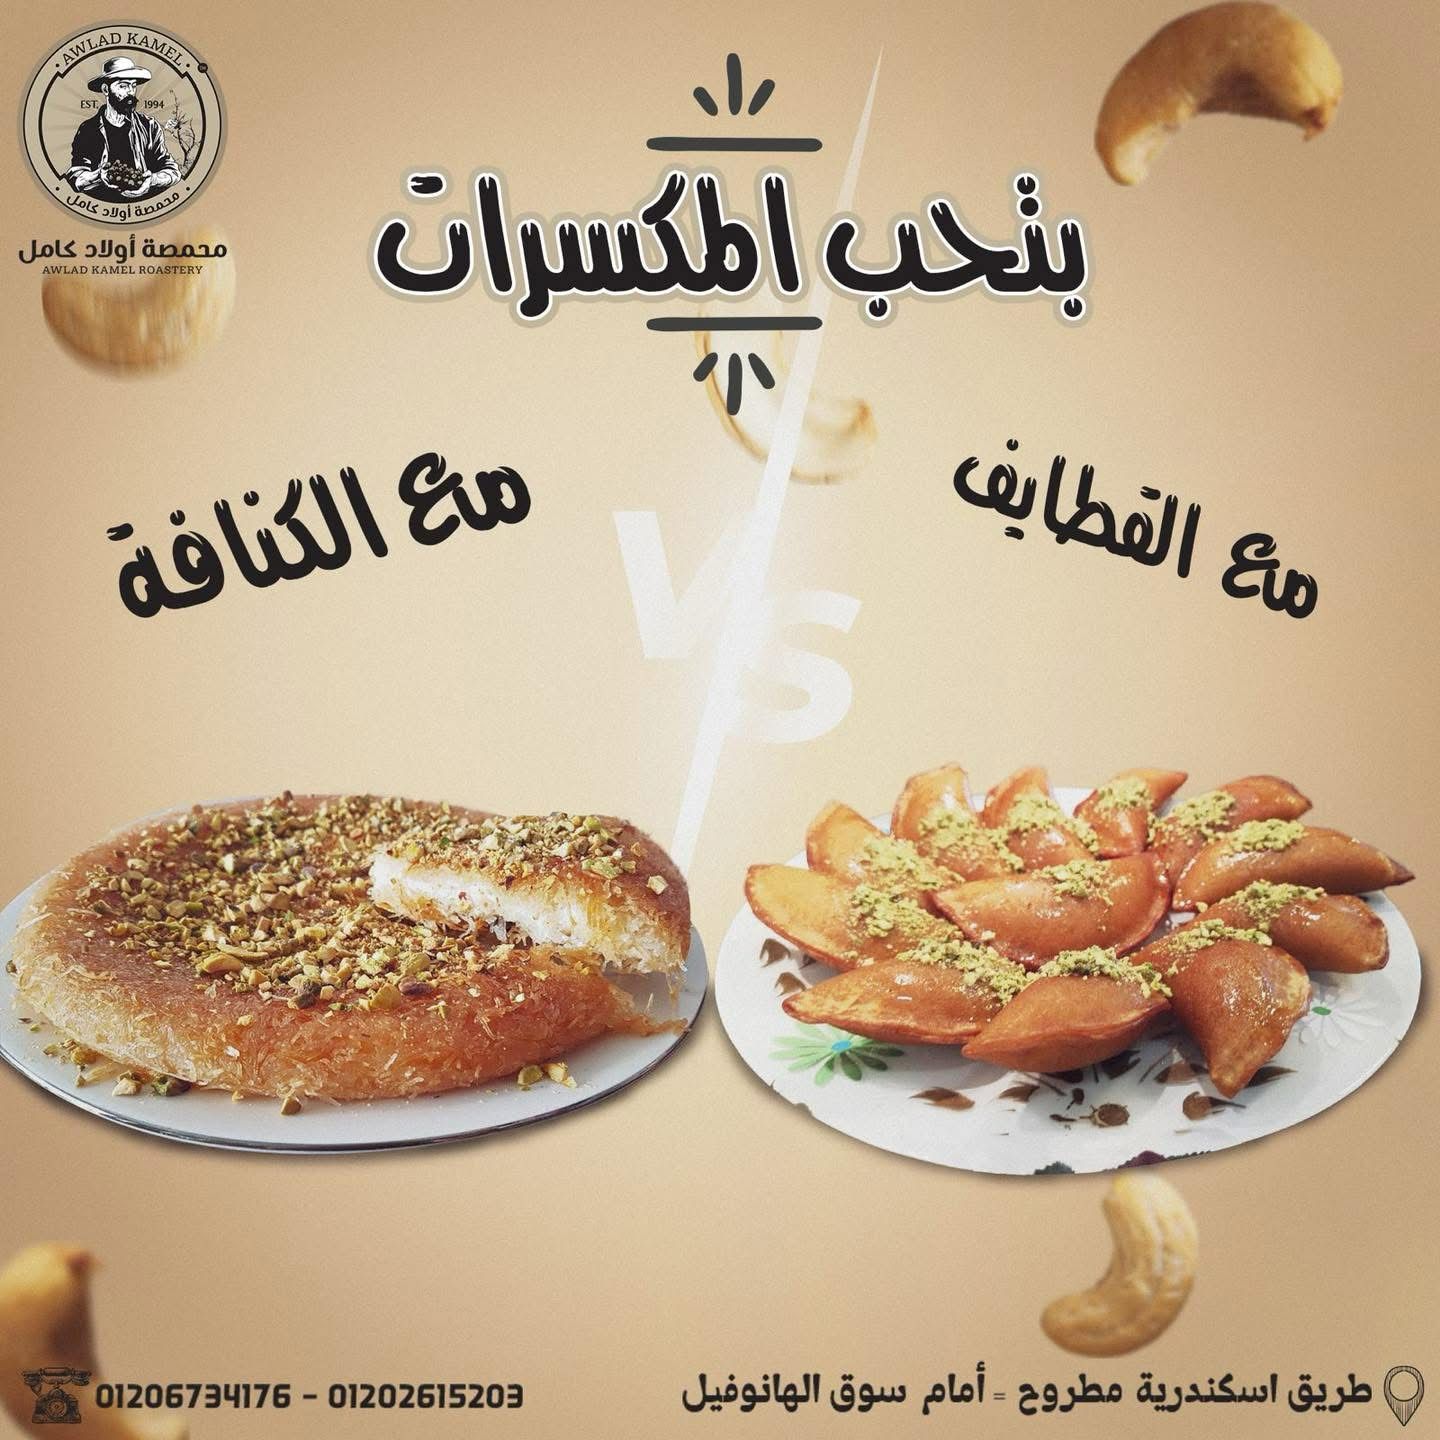 AWLAD KAMEL
EST. 1994
محمصة أولاد كامل
محمصة أولاد كامل
AWLAD KAMEL ROASTERY
بتحب المكسرات
مع القطايف
مع الكنافة
VS
طريق اسكندرية مطروح = أمام سوق الهانوفيل
01206734176 - 01202615203